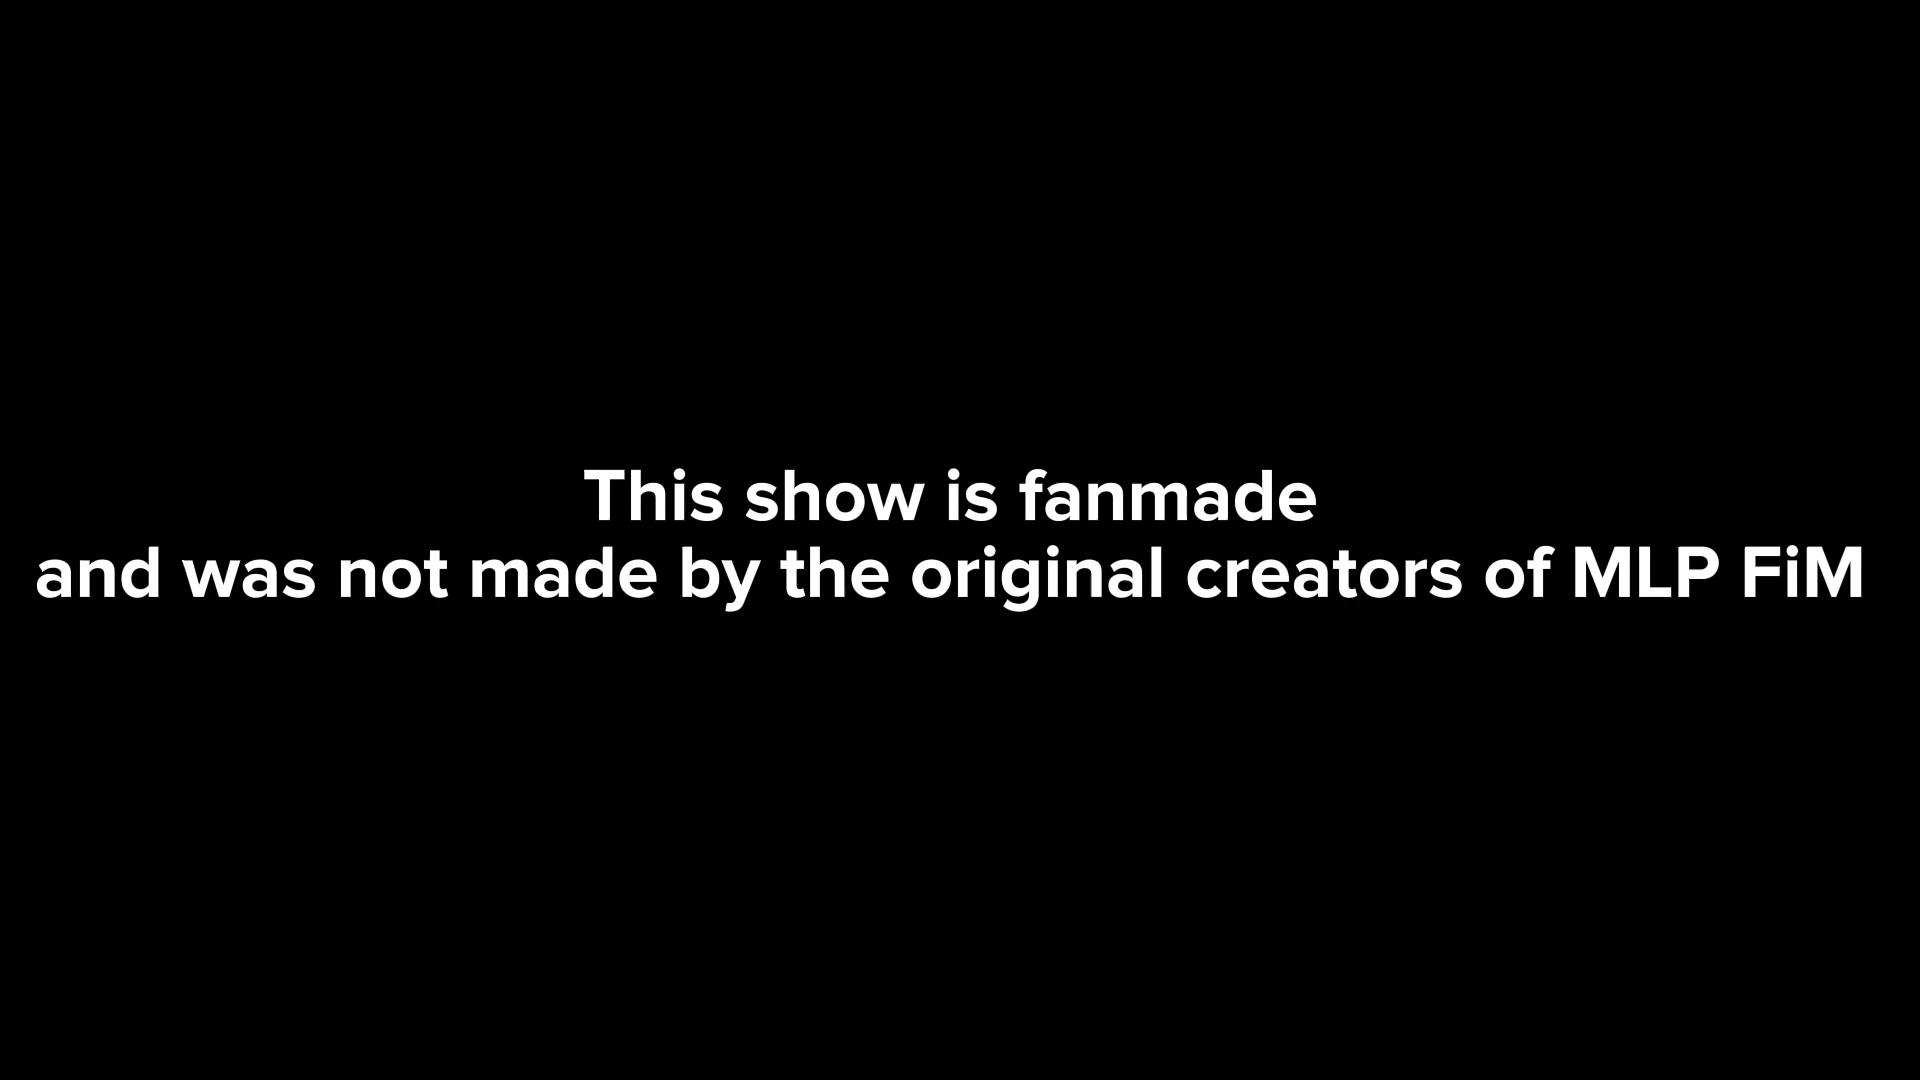 This show is fanmade
and was not made by the original creators of MLP FiM